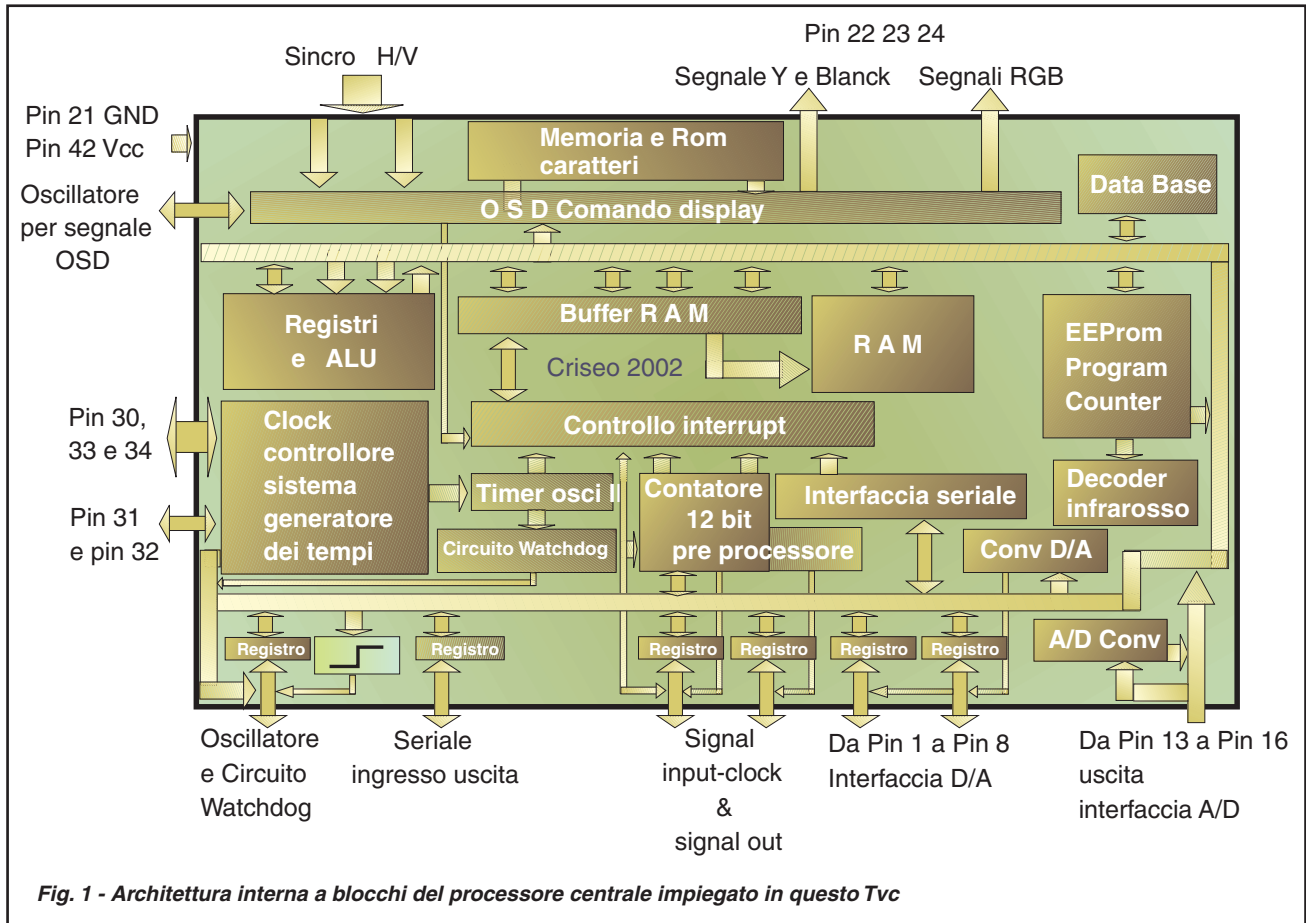 Pin 22 23 24
Sincro H/V
Segnale Y e Blanck
Segnali RGB
Pin 21 GND
Pin 42 Vcc
Memoria e Rom
caratteri
Oscillatore
per segnale
OSD
O S D Comando display
Data Base
Registri
e ALU
Buffer R A M
R A M
EEProm
Program
Counter
Criseo 2002
Pin 30,
33 e 34
Clock
controllore
sistema
generatore
dei tempi
Controllo interrupt
Timer osci ll
Contatore
12 bit
pre processore
Interfaccia seriale
Decoder
infrarosso
Pin 31
e pin 32
Circuito Watchdog
Conv D/A
Registro
Registro
Registro
Registro
Registro
Registro
A/D Conv
Oscillatore
e Circuito
Watchdog
Seriale
ingresso uscita
Signal
input-clock
&
signal out
Da Pin 1 a Pin 8
Interfaccia D/A
Da Pin 13 a Pin 16
uscita
interfaccia A/D
Fig. 1 - Architettura interna a blocchi del processore centrale impiegato in questo Tvc